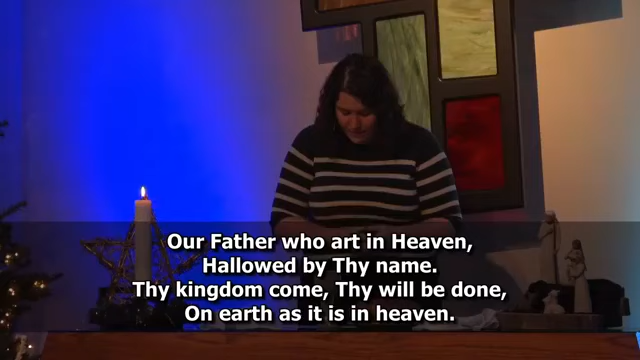 Our Father who art in Heaven,
Hallowed by Thy name.
Thy kingdom come, Thy will be done,
On earth as it is in heaven.